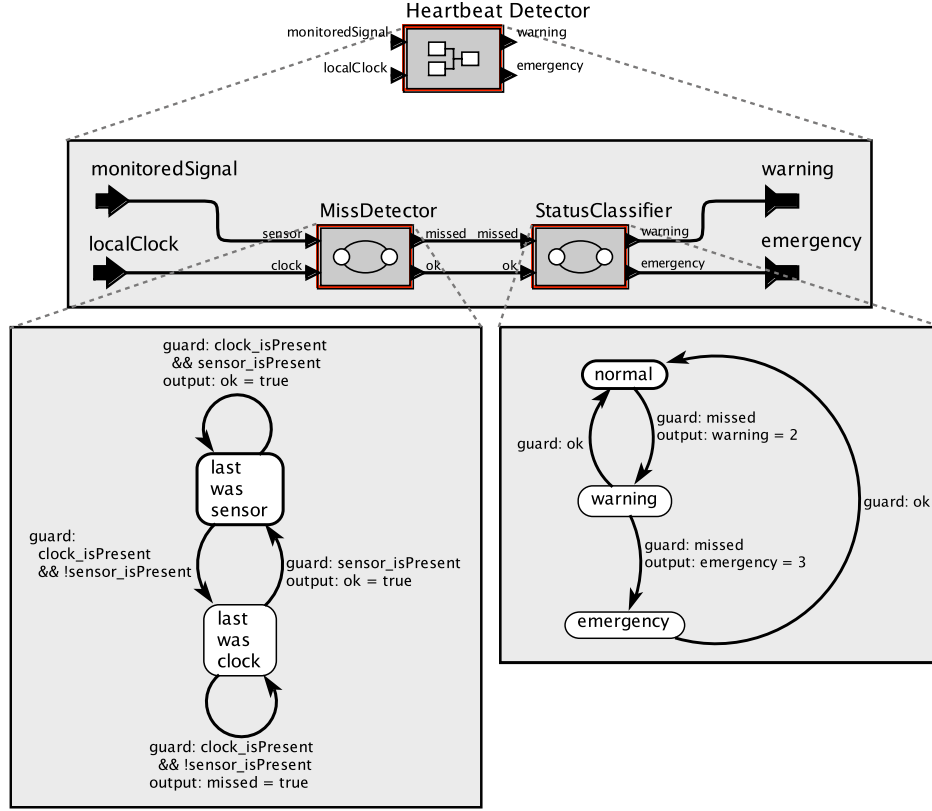 Heartbeat Detector
monitoredSignal
warning
localClock
emergency
monitoredSignal
warning
MissDetector
StatusClassifier
localClock
emergency
sensor
missed
missed
warning
clock
ok
ok
emergency
guard: clock_isPresent
&& sensor_isPresent
output: ok = true
last
was
sensor
guard:
clock_isPresent
&& !sensor_isPresent
guard: sensor_isPresent
output: ok = true
last
was
clock
guard: clock_isPresent
&& !sensor_isPresent
output: missed = true
normal
guard: missed
output: warning = 2
guard: ok
warning
guard: ok
guard: missed
output: emergency = 3
emergency